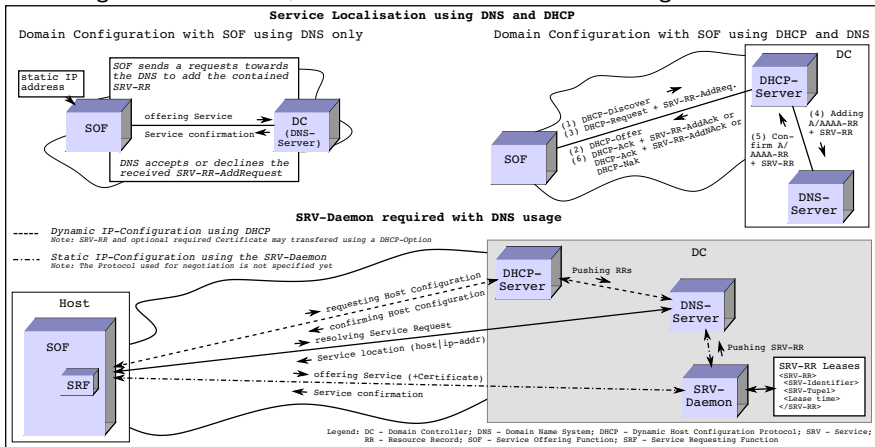 Service Localisation using DNS and DHCP
Domain Configuration with SOF using DNS only
SOF sends a requests towards
the DNS to add the contained
SRV-RR
static IP
address
SOF
offering Service
Service confirmation
DC
(DNS-
Server)
DNS accepts or declines the
received SRV-RR-AddRequest
Domain Configuration with SOF using DHCP and DNS
DC
DHCP-
Server
(1) DHCP-Discover
(3) DHCP-Request + SRV-RR-AddReq.
(2) DHCP-Offer
(6) DHCP-Ack + SRV-RR-AddAck or
DHCP-Ack + SRV-RR-AddNAck or
DHCP-Nak
SOF
(4) Adding
A/AAAA-RR
+ SRV-RR
(5) Con-
firm A/
AAAA-RR
+ SRV-RR
DNS-
Server
SRV-Daemon required with DNS usage
Dynamic IP-Configuration using DHCP
Note: SRV-RR and optional required Certificate may transfered using a DHCP-Option
Static IP-Configuration using the SRV-Daemon
Note: The Protocol used for negotiation is not specified yet
DC
DHCP-
Server
Pushing RRs
DNS-
Server
Host
SOF
SRF
requesting Host Configuration
confirming Host Configuration
resolving Service Request
Service location (host|ip-addr)
offering Service (+Certificate)
Service confirmation
Pushing SRV-RR
SRV-
Daemon
SRV-RR Leases
<SRV-RR>
<SRV-Identifier>
<SRV-Tupel>
<Lease time>
</SRV-RR>
Legend: DC - Domain Controller; DNS - Domain Name System; DHCP - Dynamic Host Configuration Protocol; SRV - Service;
RR - Resource Record; SOF - Service Offering Function; SRF - Service Requesting Function